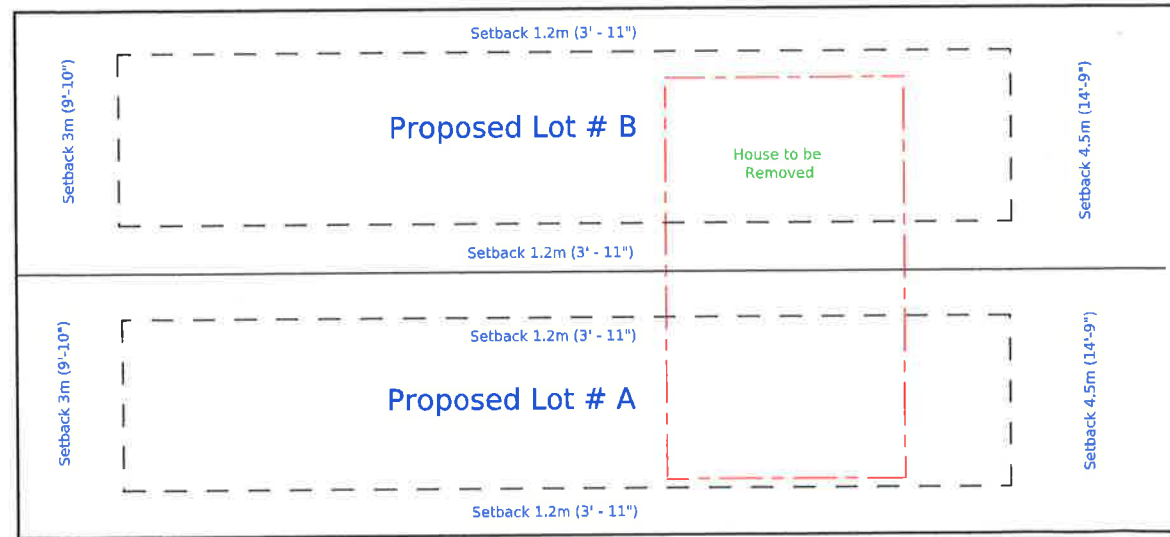 Setback 1.2m (3' - 11")
Setback 3m (9'-10")
Proposed Lot # B
House to be
Removed
Setback 4.5m (14'-9")
Setback 1.2m (3' - 11")
Setback 3m (9'-10")
Setback 1.2m (3' - 11")
Proposed Lot # A
Setback 4.5m (14'-9")
Setback 1.2m (3' - 11")